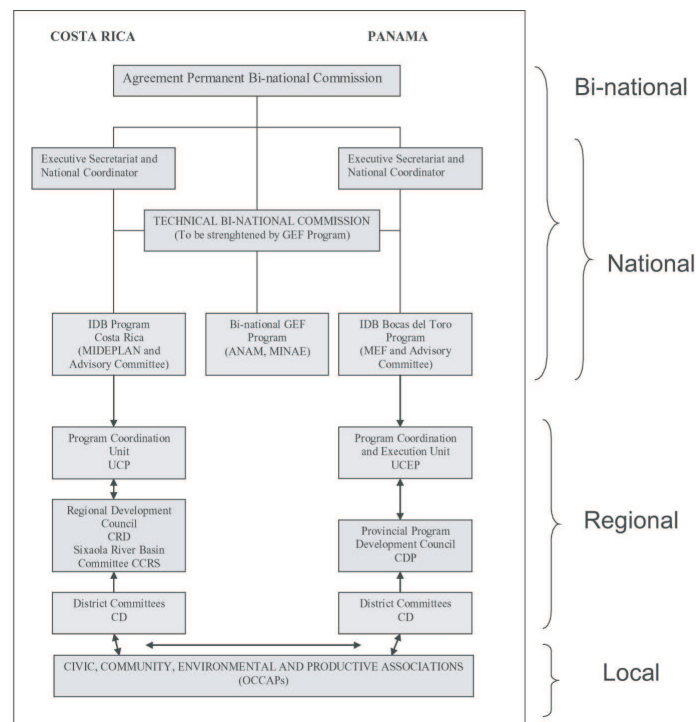 COSTA RICA
PANAMA
Agreement Permanent Bi-national Commission
Bi-national
Executive Secretariat and
National Coordinator
Executive Secretariat and
National Coordinator
TECHNICAL BI-NATIONAL COMMISSION
(To be strenghtened by GEF Program)
National
IDB Program
Costa Rica
(MIDEPLAN and
Advisory Committee)
Bi-national GEF
Program
(ANAM, MINAE)
IDB Bocas del Toro
Program
(MEF and Advisory
Committee)
Program Coordination
Unit
UCP
Program Coordination
and Execution Unit
UCEP
Regional Development
Council
CRD
Sixaola River Basin
Committee CCRS
Provincial Program
Development Council
CDP
Regional
District Committees
CD
District Committees
CD
CIVIC, COMMUNITY, ENVIRONMENTAL AND PRODUCTIVE ASSOCIATIONS
(OCCAPs)
Local